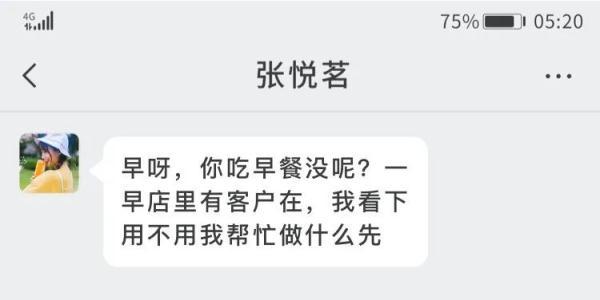 4G
75% 05:20
张悦茗
早呀，你吃早餐没呢？一
早店里有客户在，我看下
用不用我帮忙做什么先